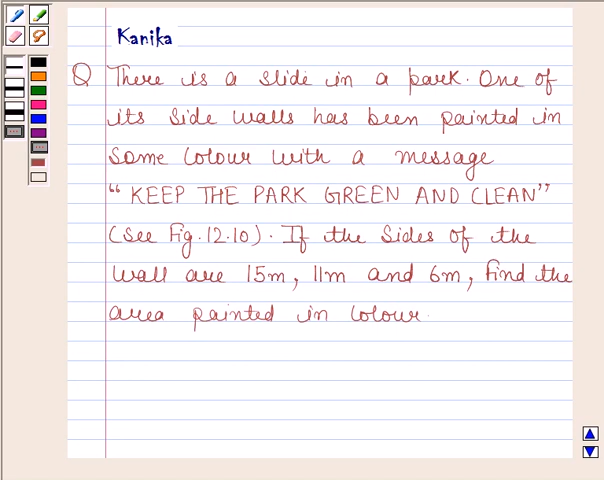 Kanika
Q There is a slide in a park. One of
its side walls has been painted in
some colour with a message
“ KEEP THE PARK GREEN AND CLEAN”
(see Fig.12.10). If the sides of the
wall are 15m, 11m and 6m, find the
area painted in colour.